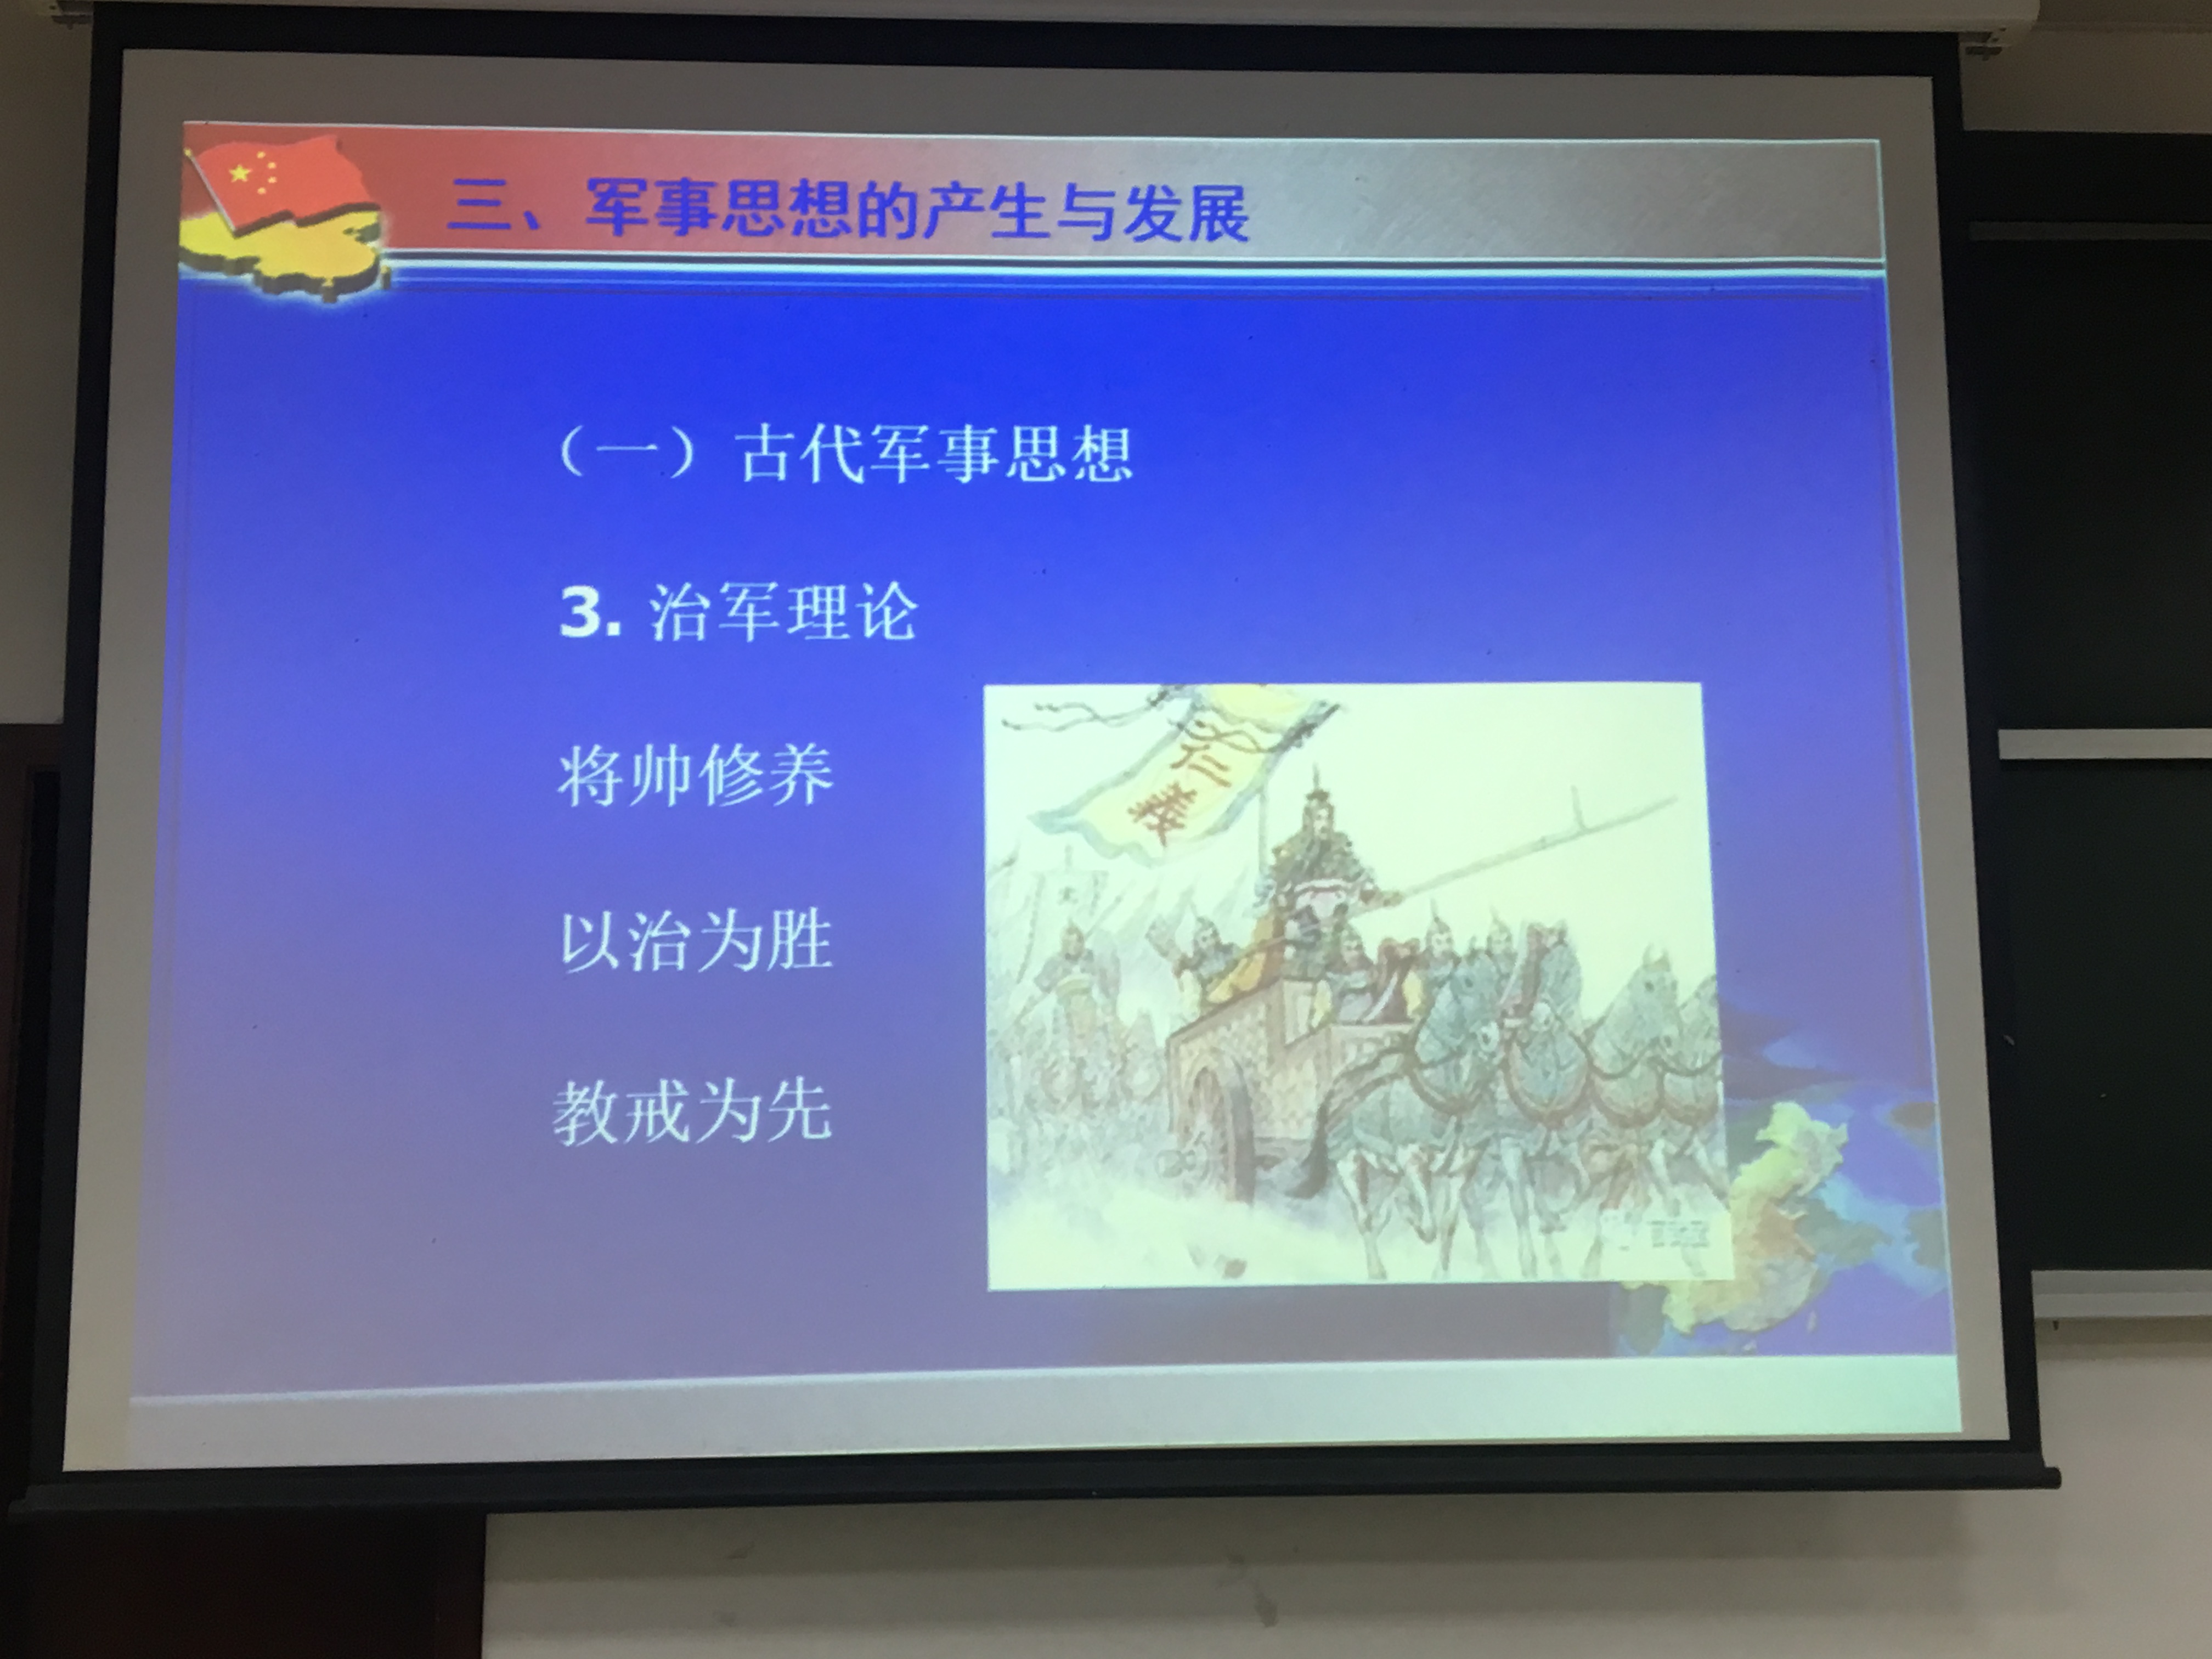 三、军事思想的产生与发展
（一）古代军事思想
3. 治军理论
将帅修养
以治为胜
教戒为先
仁義